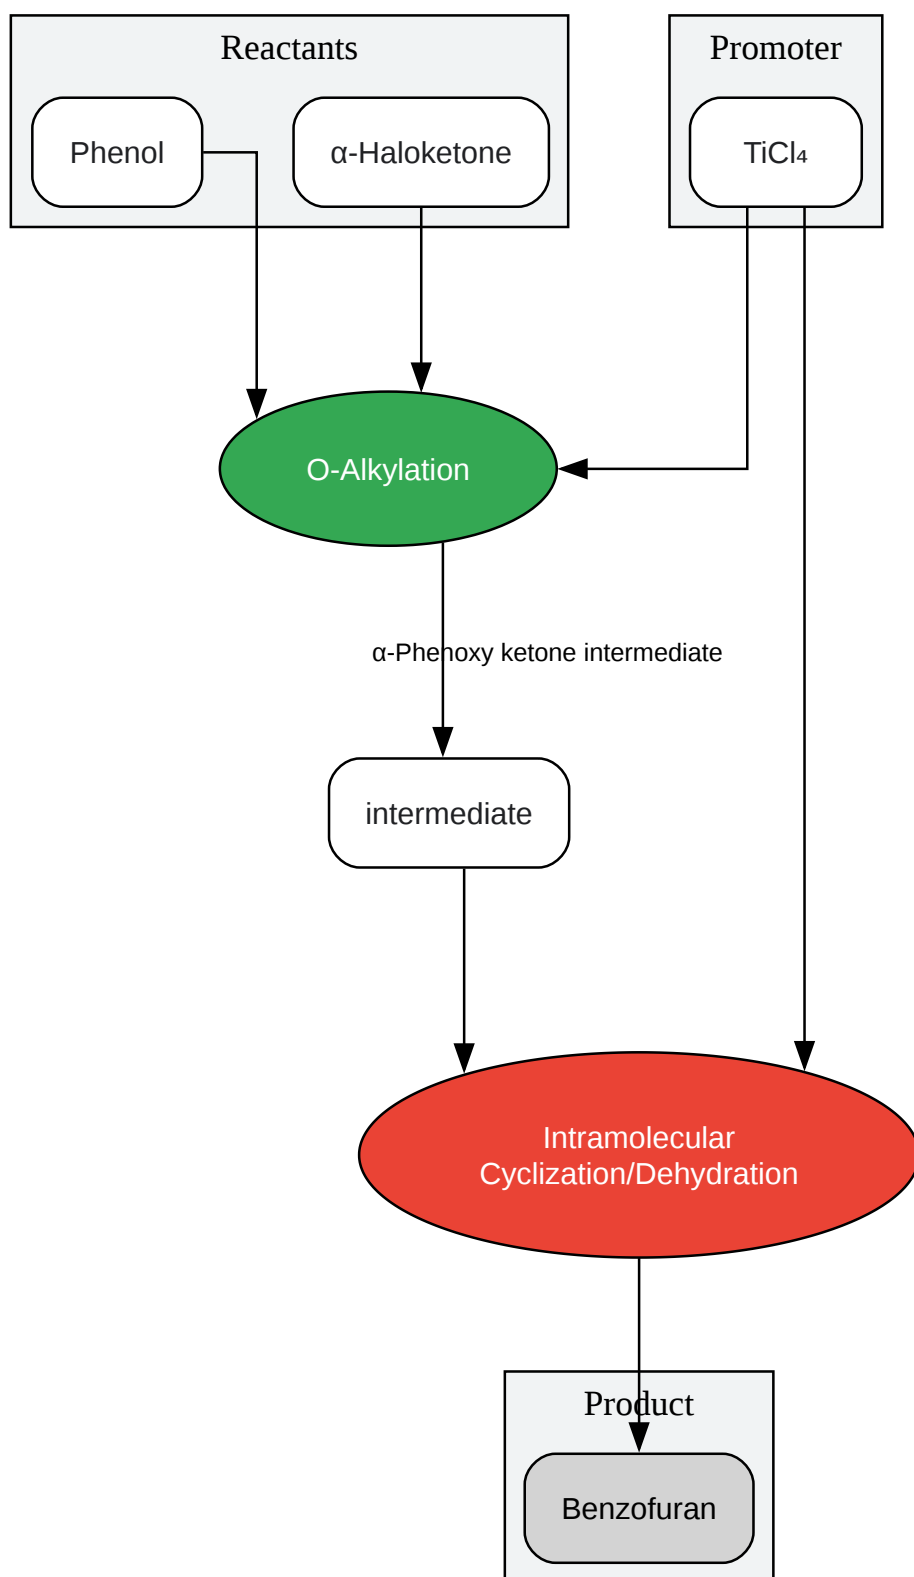 Reactants
Promoter
Phenol
α-Haloketone
TiCl₄
O-Alkylation
α-Phenoxy ketone intermediate
intermediate
Intramolecular
Cyclization/Dehydration
Product
Benzofuran